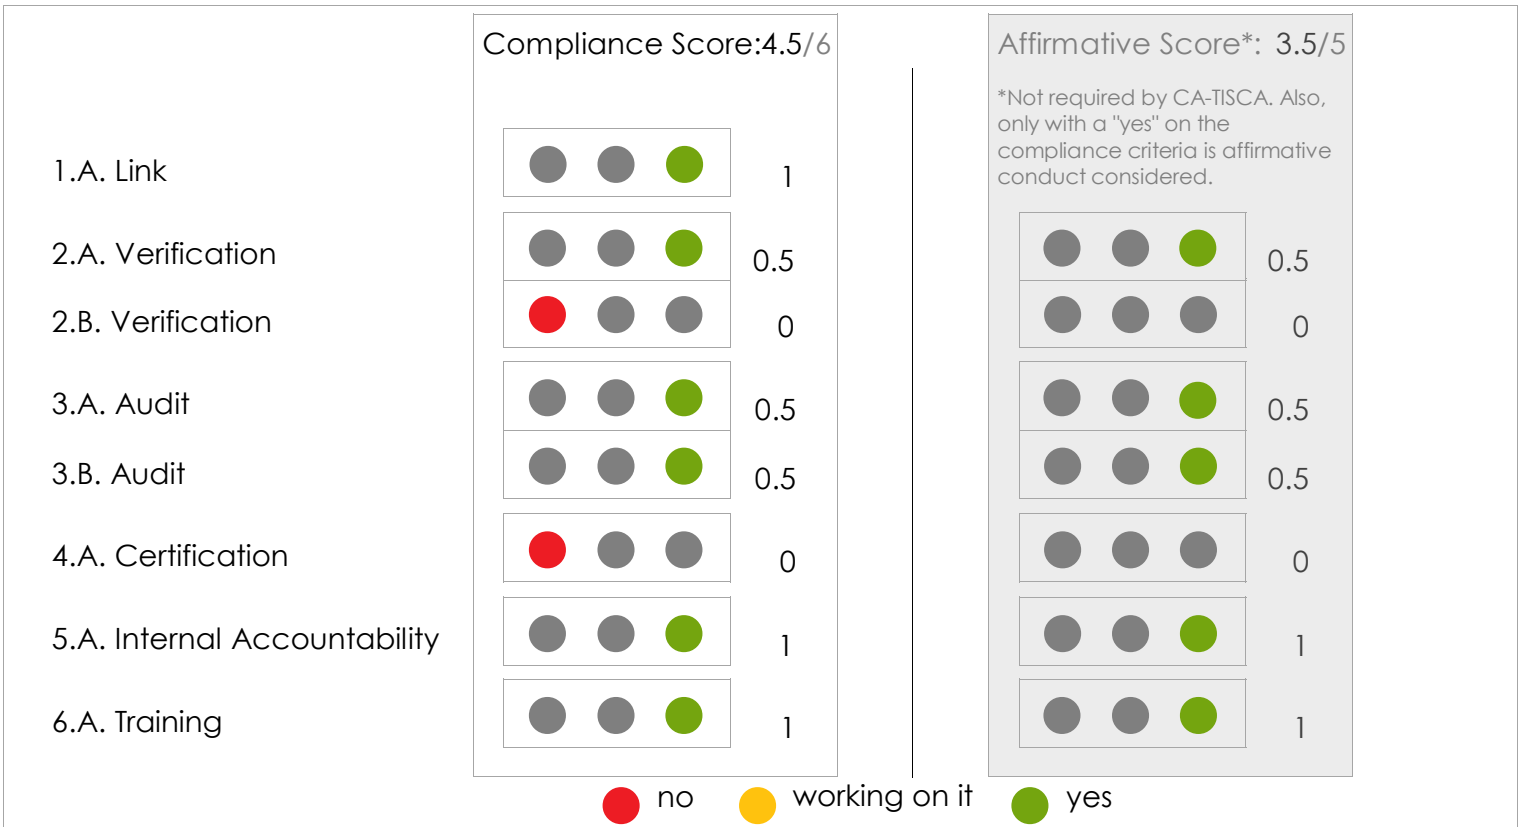 Compliance Score:4.5/6
Affirmative Score*: 3.5/5
*Not required by CA-TISCA. Also,
only with a "yes" on the
compliance criteria is affirmative
conduct considered.
1.A. Link 1
2.A. Verification 0.5 0.5
2.B. Verification 0 0
3.A. Audit 0.5 0.5
3.B. Audit 0.5 0.5
4.A. Certification 0 0
5.A. Internal Accountability 1 1
6.A. Training 1 1
no working on it yes